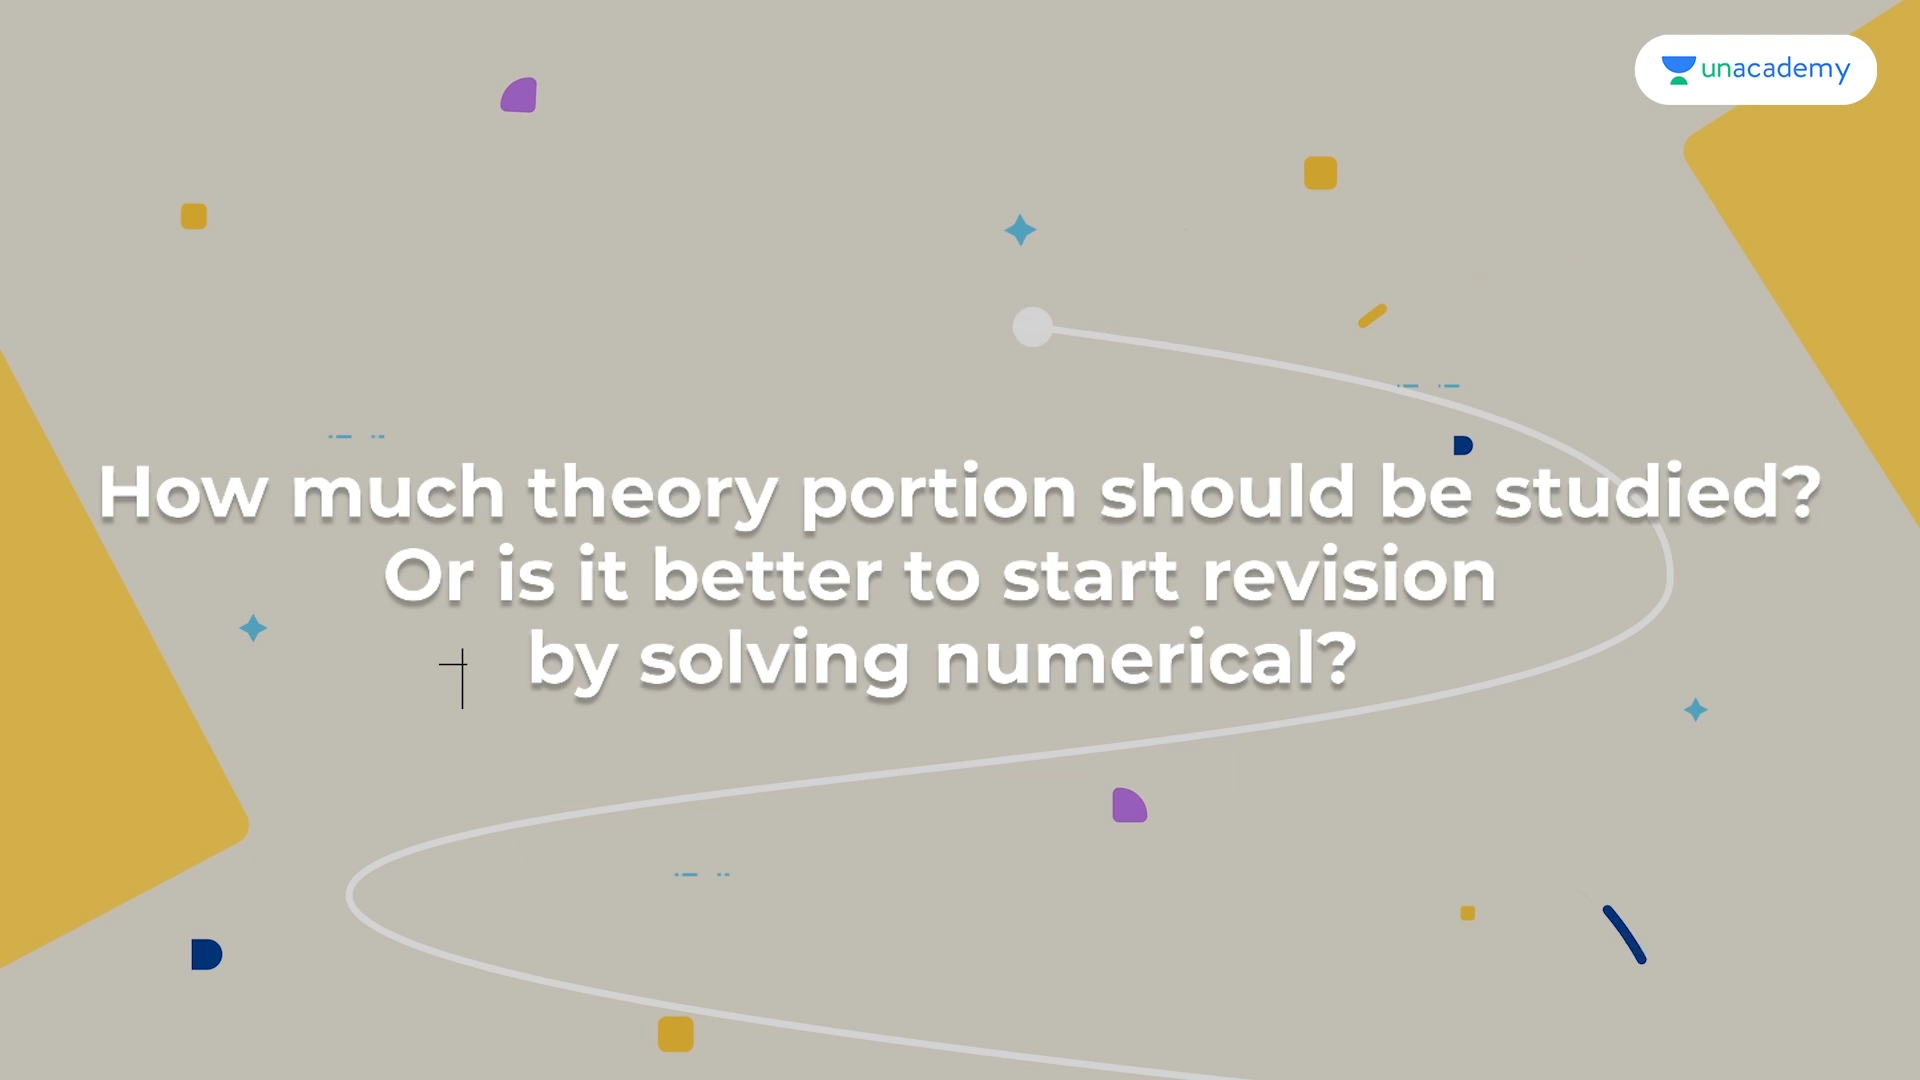 unacademy
How much theory portion should be studied?
Or is it better to start revision
by solving numerical?